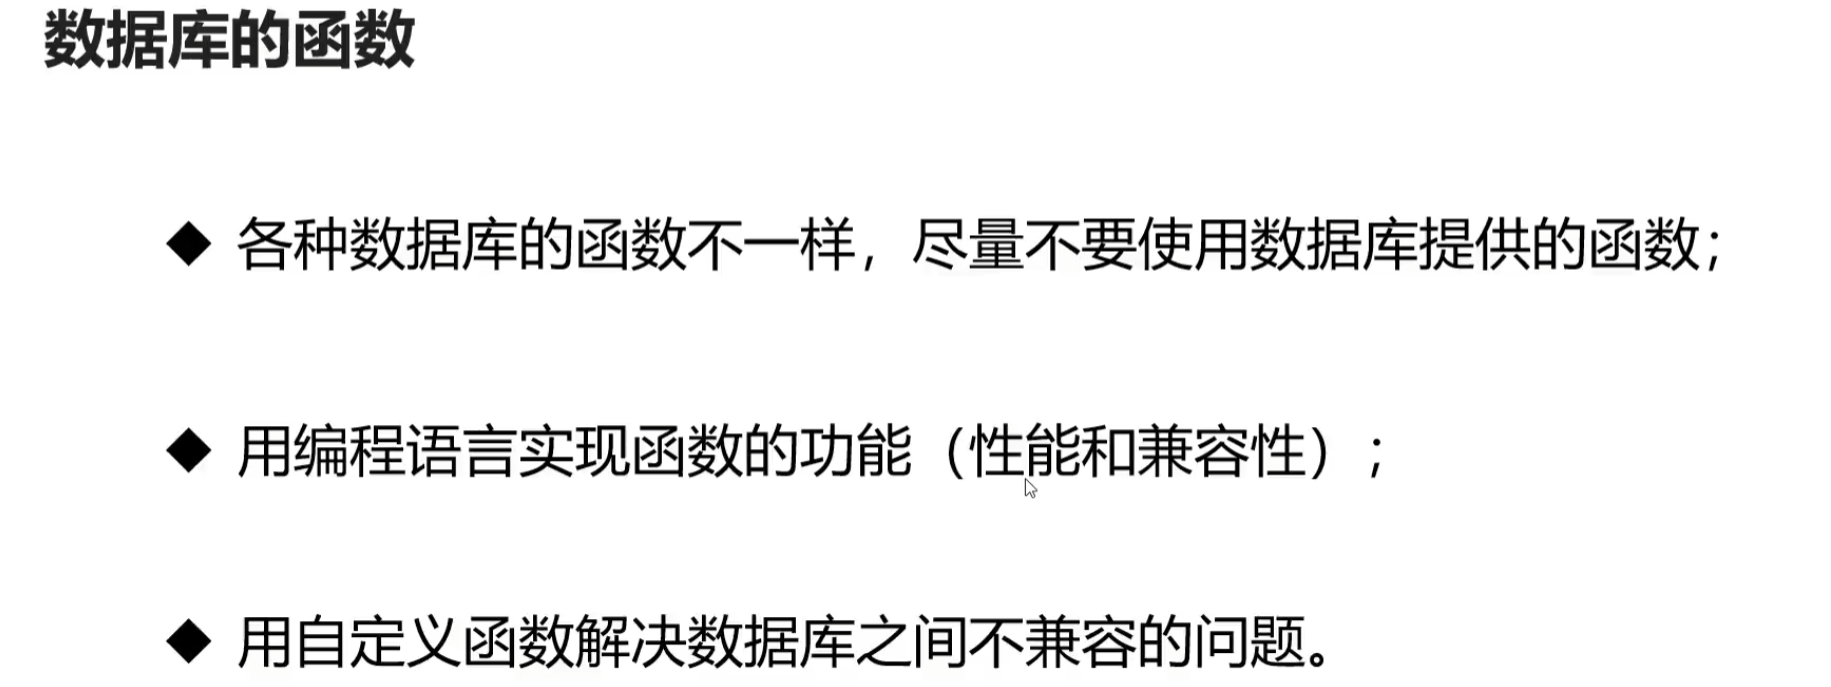 数据库的函数
◆ 各种数据库的函数不一样，尽量不要使用数据库提供的函数；
◆ 用编程语言实现函数的功能（性能和兼容性）；
◆ 用自定义函数解决数据库之间不兼容的问题。